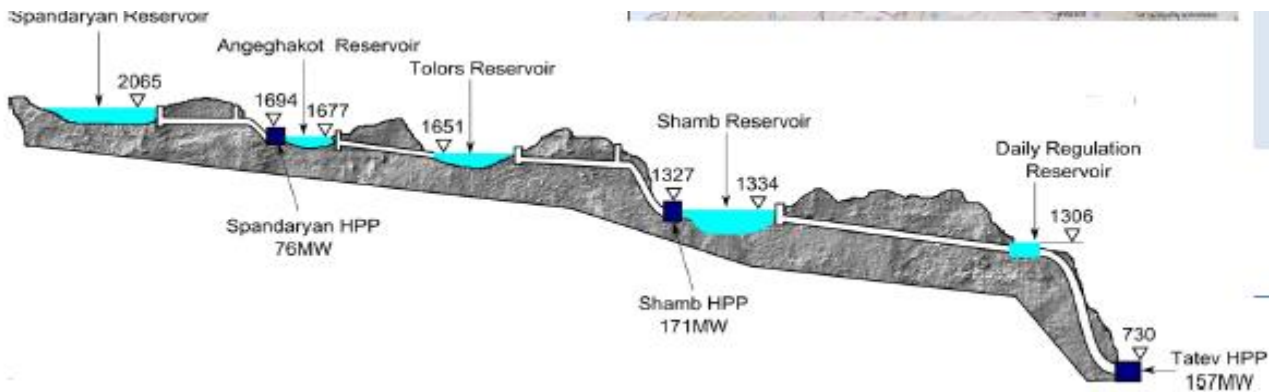 Spandaryan Reservoir
Angeghakot Reservoir
Tolors Reservoir
2065
1694
1677
1651
Shamb Reservoir
1327
1334
Daily Regulation
Reservoir
1306
Spandaryan HPP
76MW
Shamb HPP
171MW
730
Tatev HPP
157MW